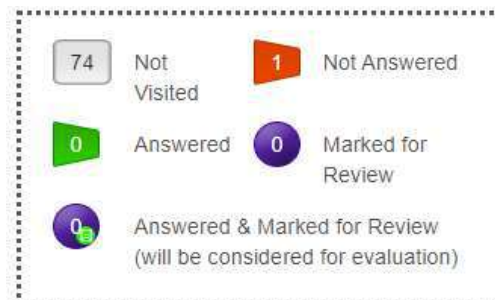 74 Not Visited
1 Not Answered
0 Answered
0 Marked for Review
0 Answered & Marked for Review
(will be considered for evaluation)